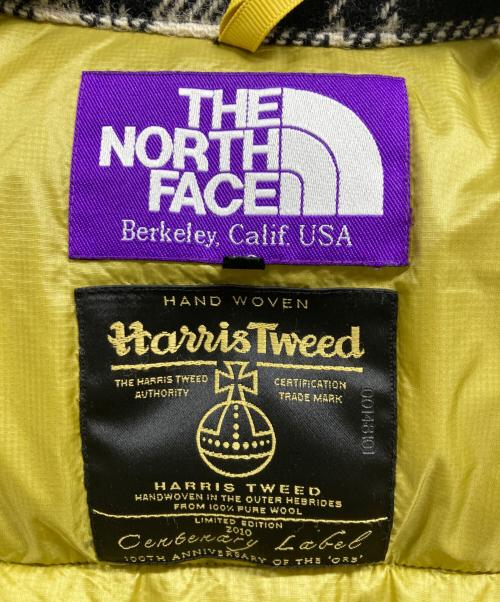 THE
NORTH
FACE
Berkeley, Calif. USA
HAND WOVEN
Harris Tweed
THE HARRIS TWEED
AUTHORITY
CERTIFICATION
TRADE MARK
HARRIS TWEED
HANDWOVEN IN THE OUTER HEBRIDES
FROM 100% PURE WOOL
LIMITED EDITION
2010
Centenary Label
100TH ANNIVERSARY OF THE 'ORB'